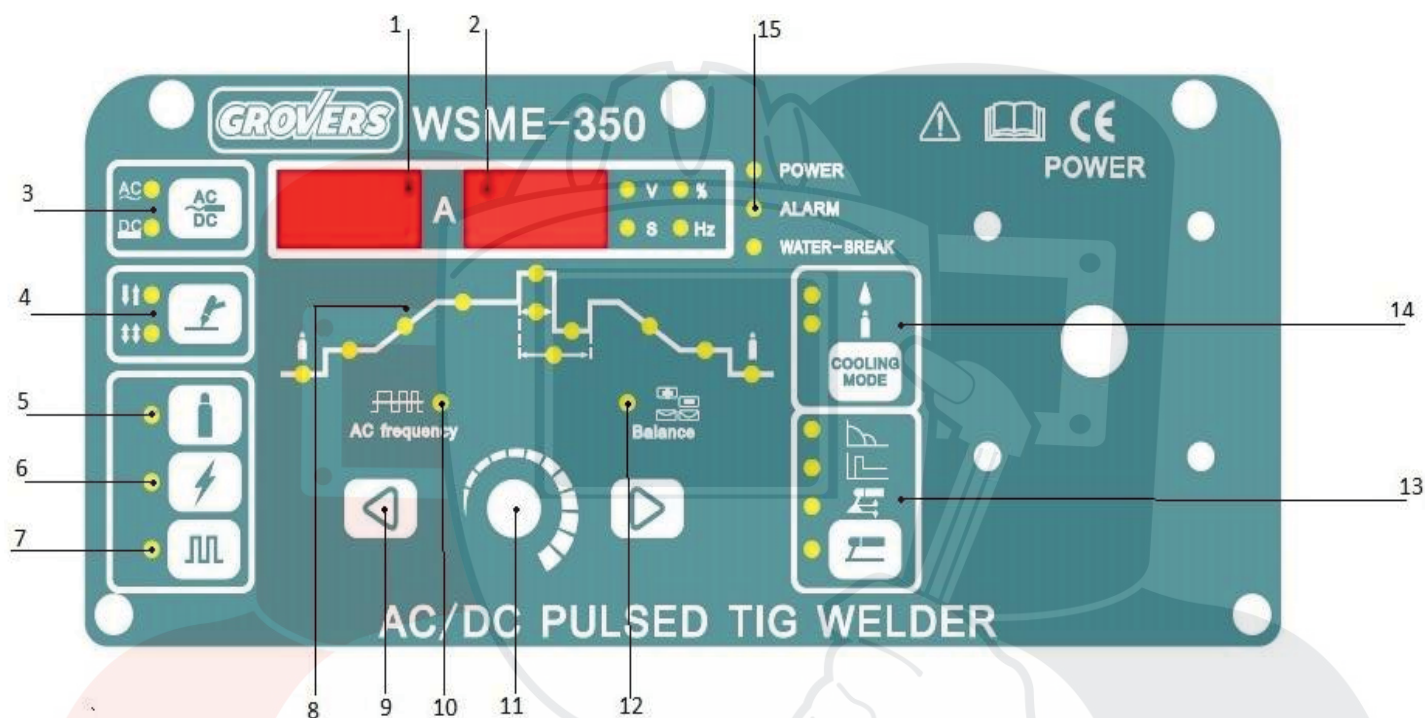 1 2 15
GROVERS WSME-350
CE
POWER
AC
DC
AC
DC
A
V %
S Hz
POWER
ALARM
WATER-BREAK
3
4
5
6
7
COOLING
MODE
14
AC frequency
Balance
13
AC/DC PULSED TIG WELDER
8 9 10 11 12